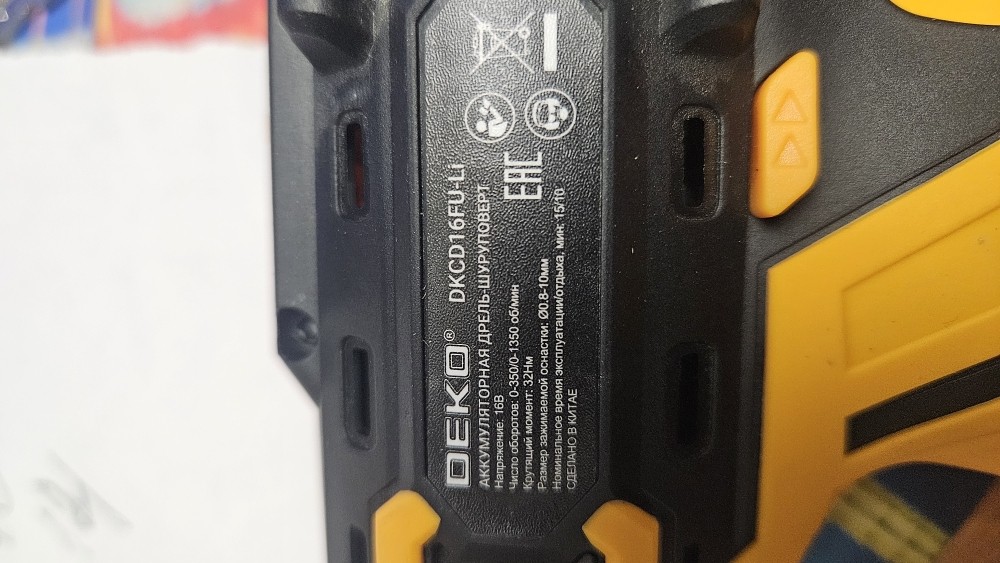 DEKO® DKCD16FU-Li
АККУМУЛЯТОРНАЯ ДРЕЛЬ-ШУРУПОВЕРТ
Напряжение: 16В
Число оборотов: 0-350/0-1350 об/мин
Крутящий момент: 32Нм
Размер зажимаемой оснастки: Ø0.8-10мм
Номинальное время эксплуатации/отдыха, мин: 15/10
СДЕЛАНО В КИТАЕ
EAC